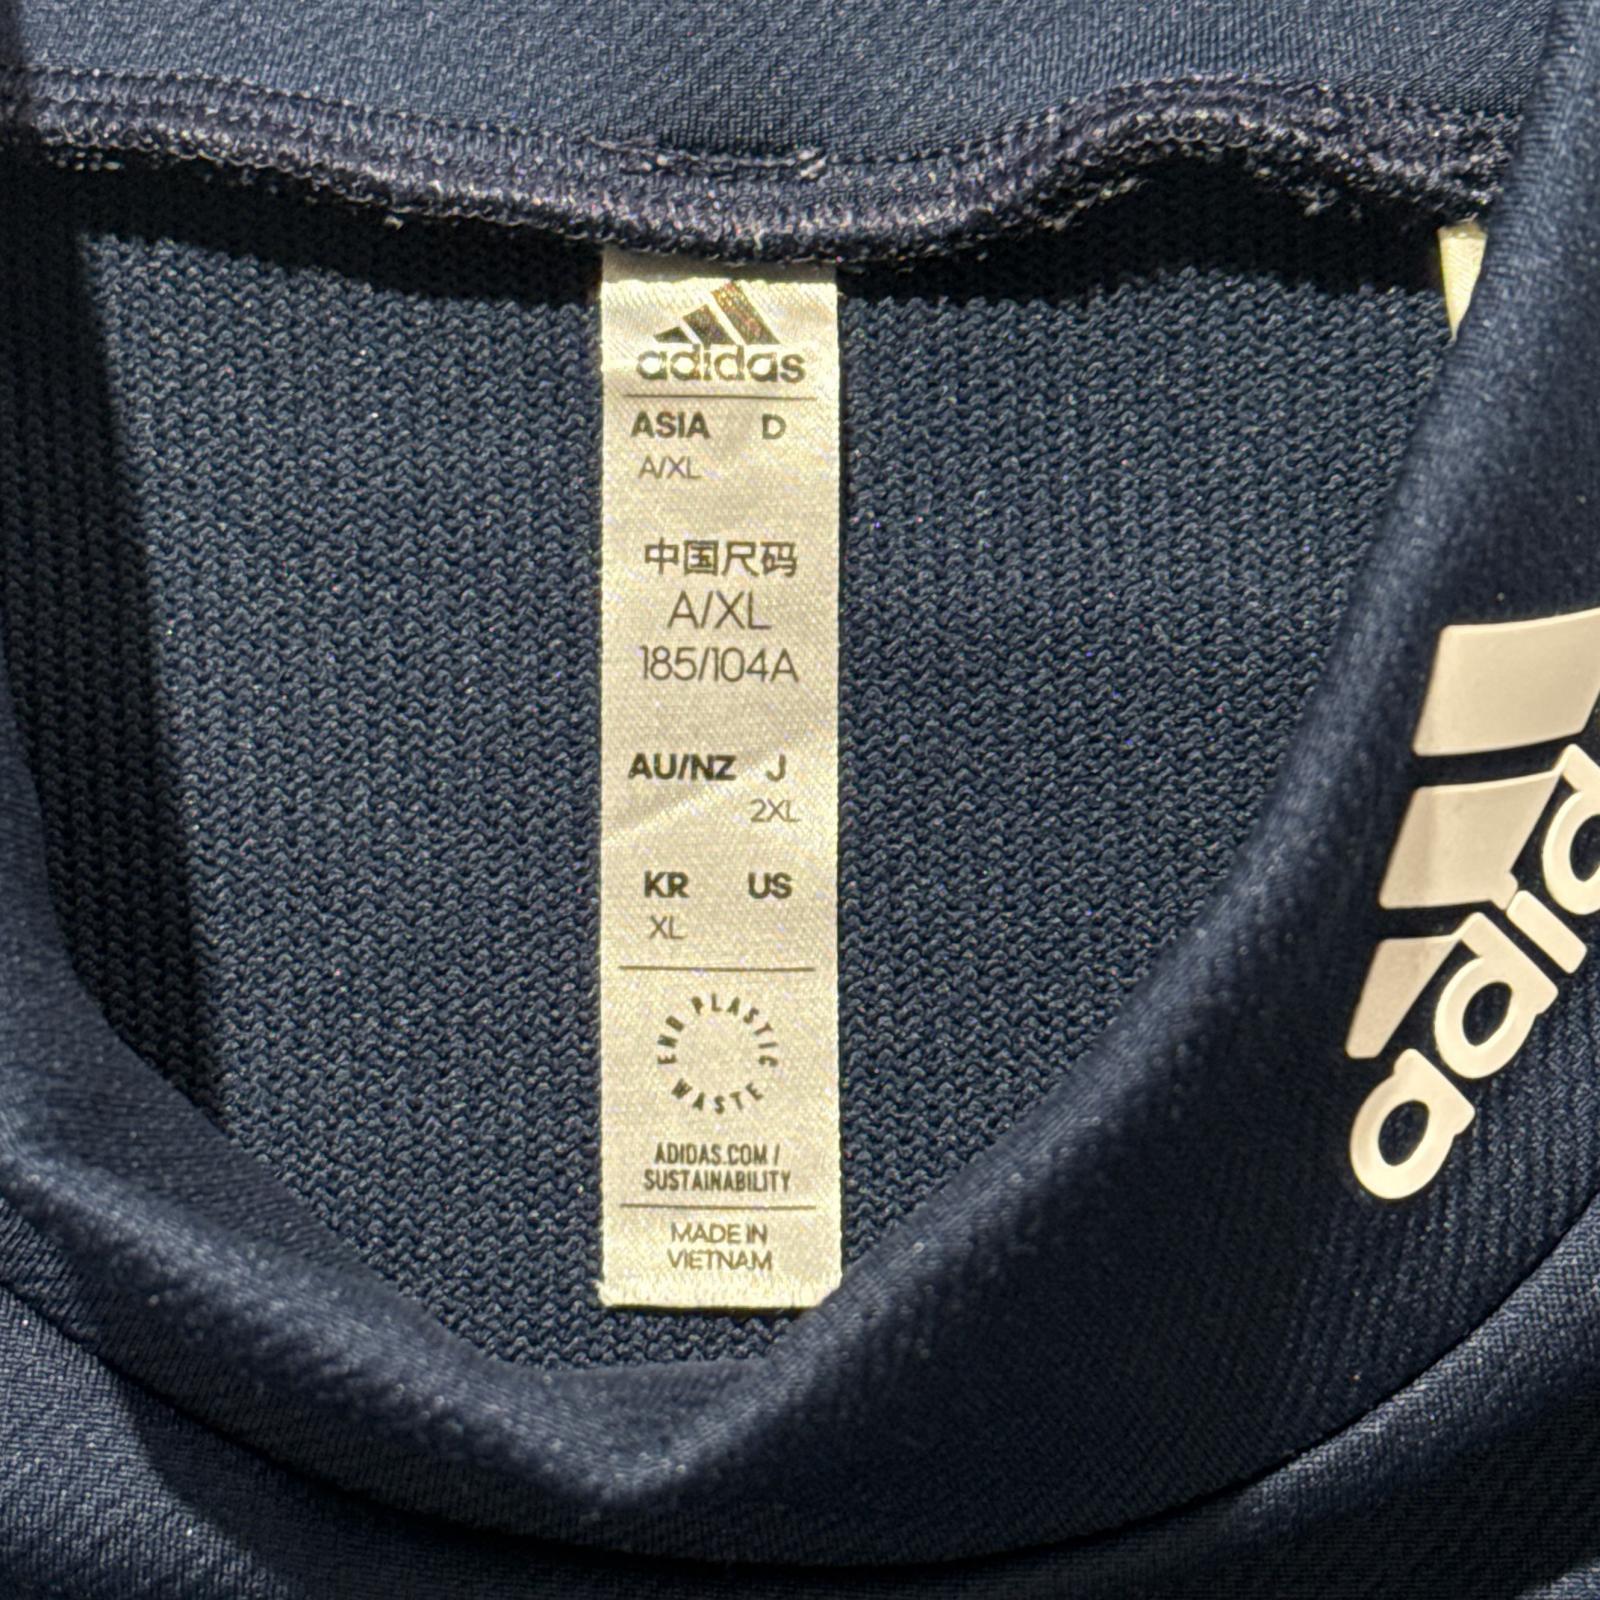 adidas
ASIA D
A/XL
中国尺码
A/XL
185/104A
AU/NZ J
2XL
KR US
XL
END PLASTIC WASTE
ADIDAS.COM /
SUSTAINABILITY
MADE IN
VIETNAM
adid